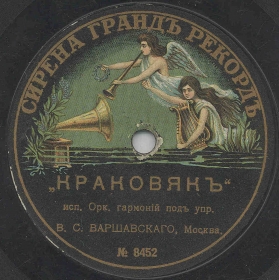 СИРЕНА ГРАНДЪ РЕКОРДЪ
„КРАКОВЯКЪ“
исп. Орк. гармоній подъ упр.
В. С. ВАРШАВСКАГО, Москва.
№ 8452